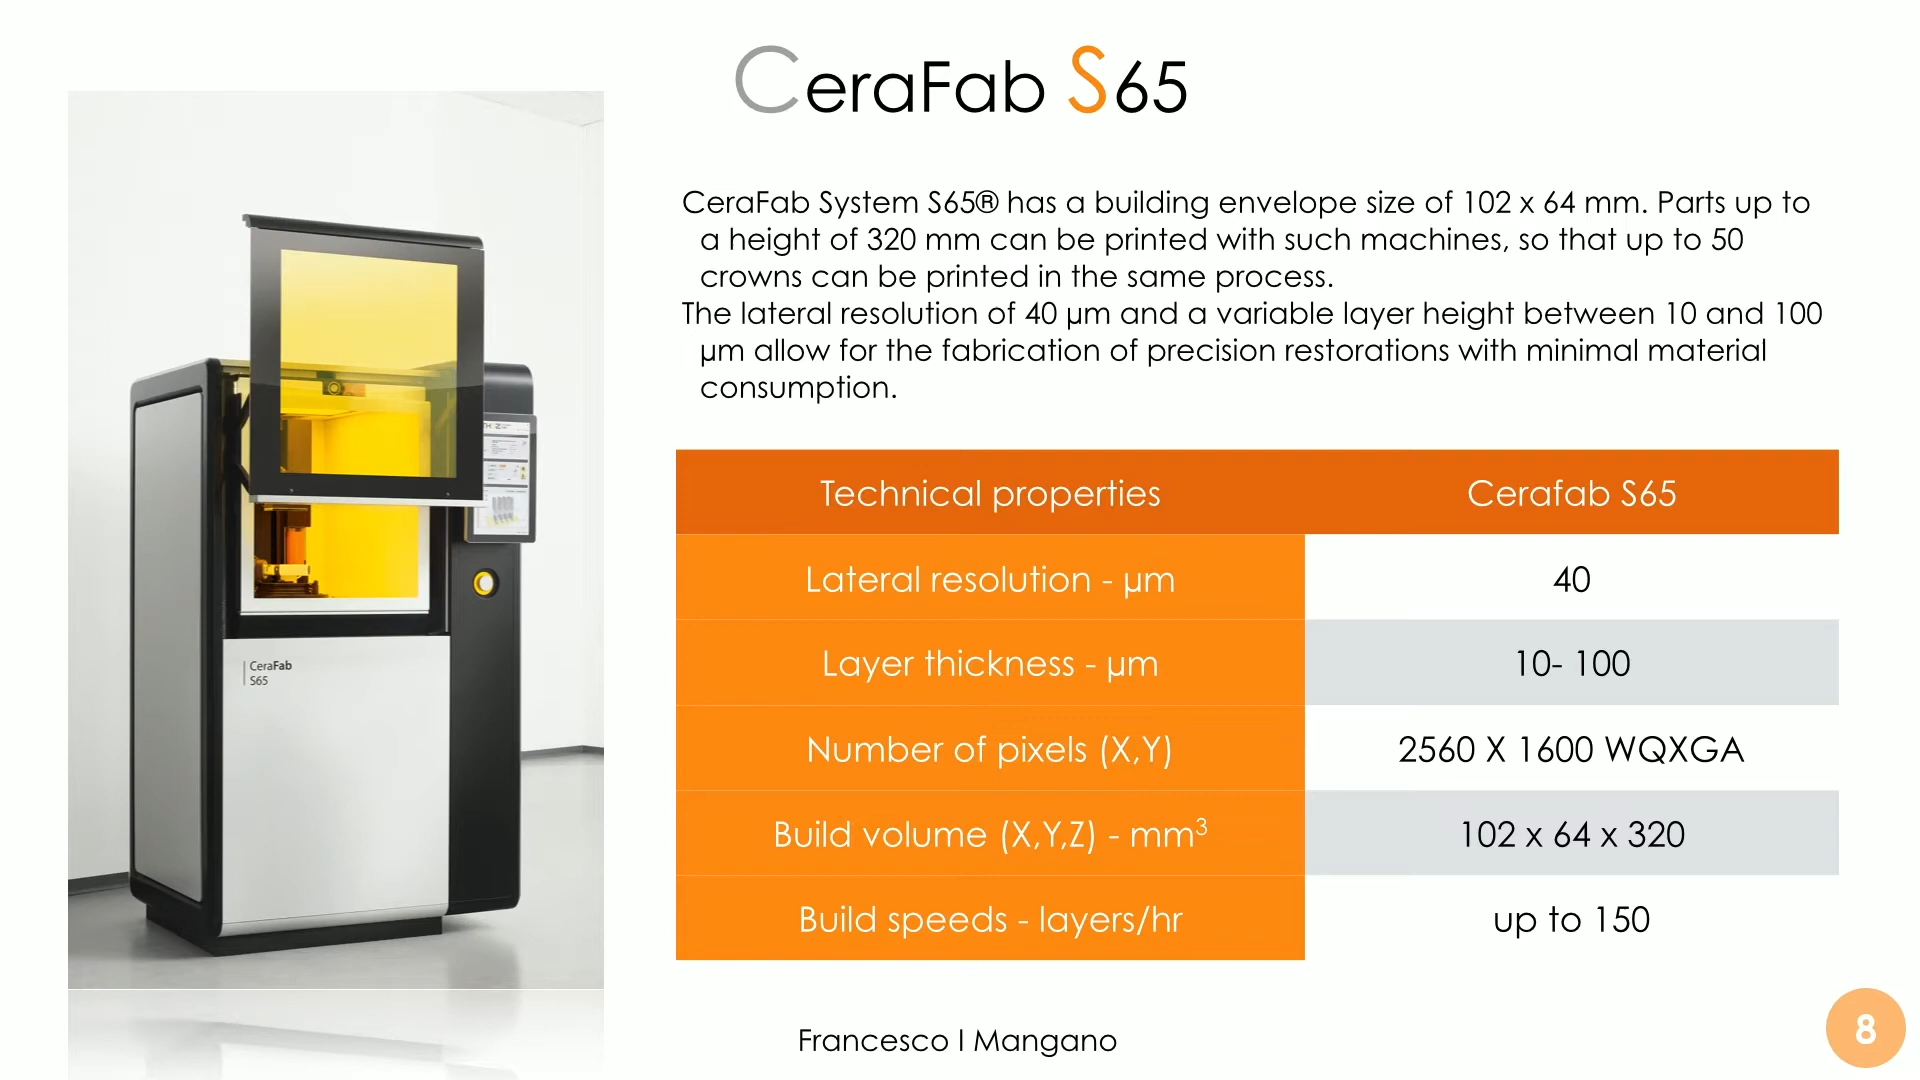 CeraFab S65
CeraFab System S65® has a building envelope size of 102 x 64 mm. Parts up to
a height of 320 mm can be printed with such machines, so that up to 50
crowns can be printed in the same process.
The lateral resolution of 40 µm and a variable layer height between 10 and 100
µm allow for the fabrication of precision restorations with minimal material
consumption.
Technical properties Cerafab S65
Lateral resolution - µm 40
Layer thickness - µm 10- 100
Number of pixels (X,Y) 2560 X 1600 WQXGA
Build volume (X,Y,Z) - mm³ 102 x 64 x 320
Build speeds - layers/hr up to 150
CeraFab
S65
Francesco I Mangano
8